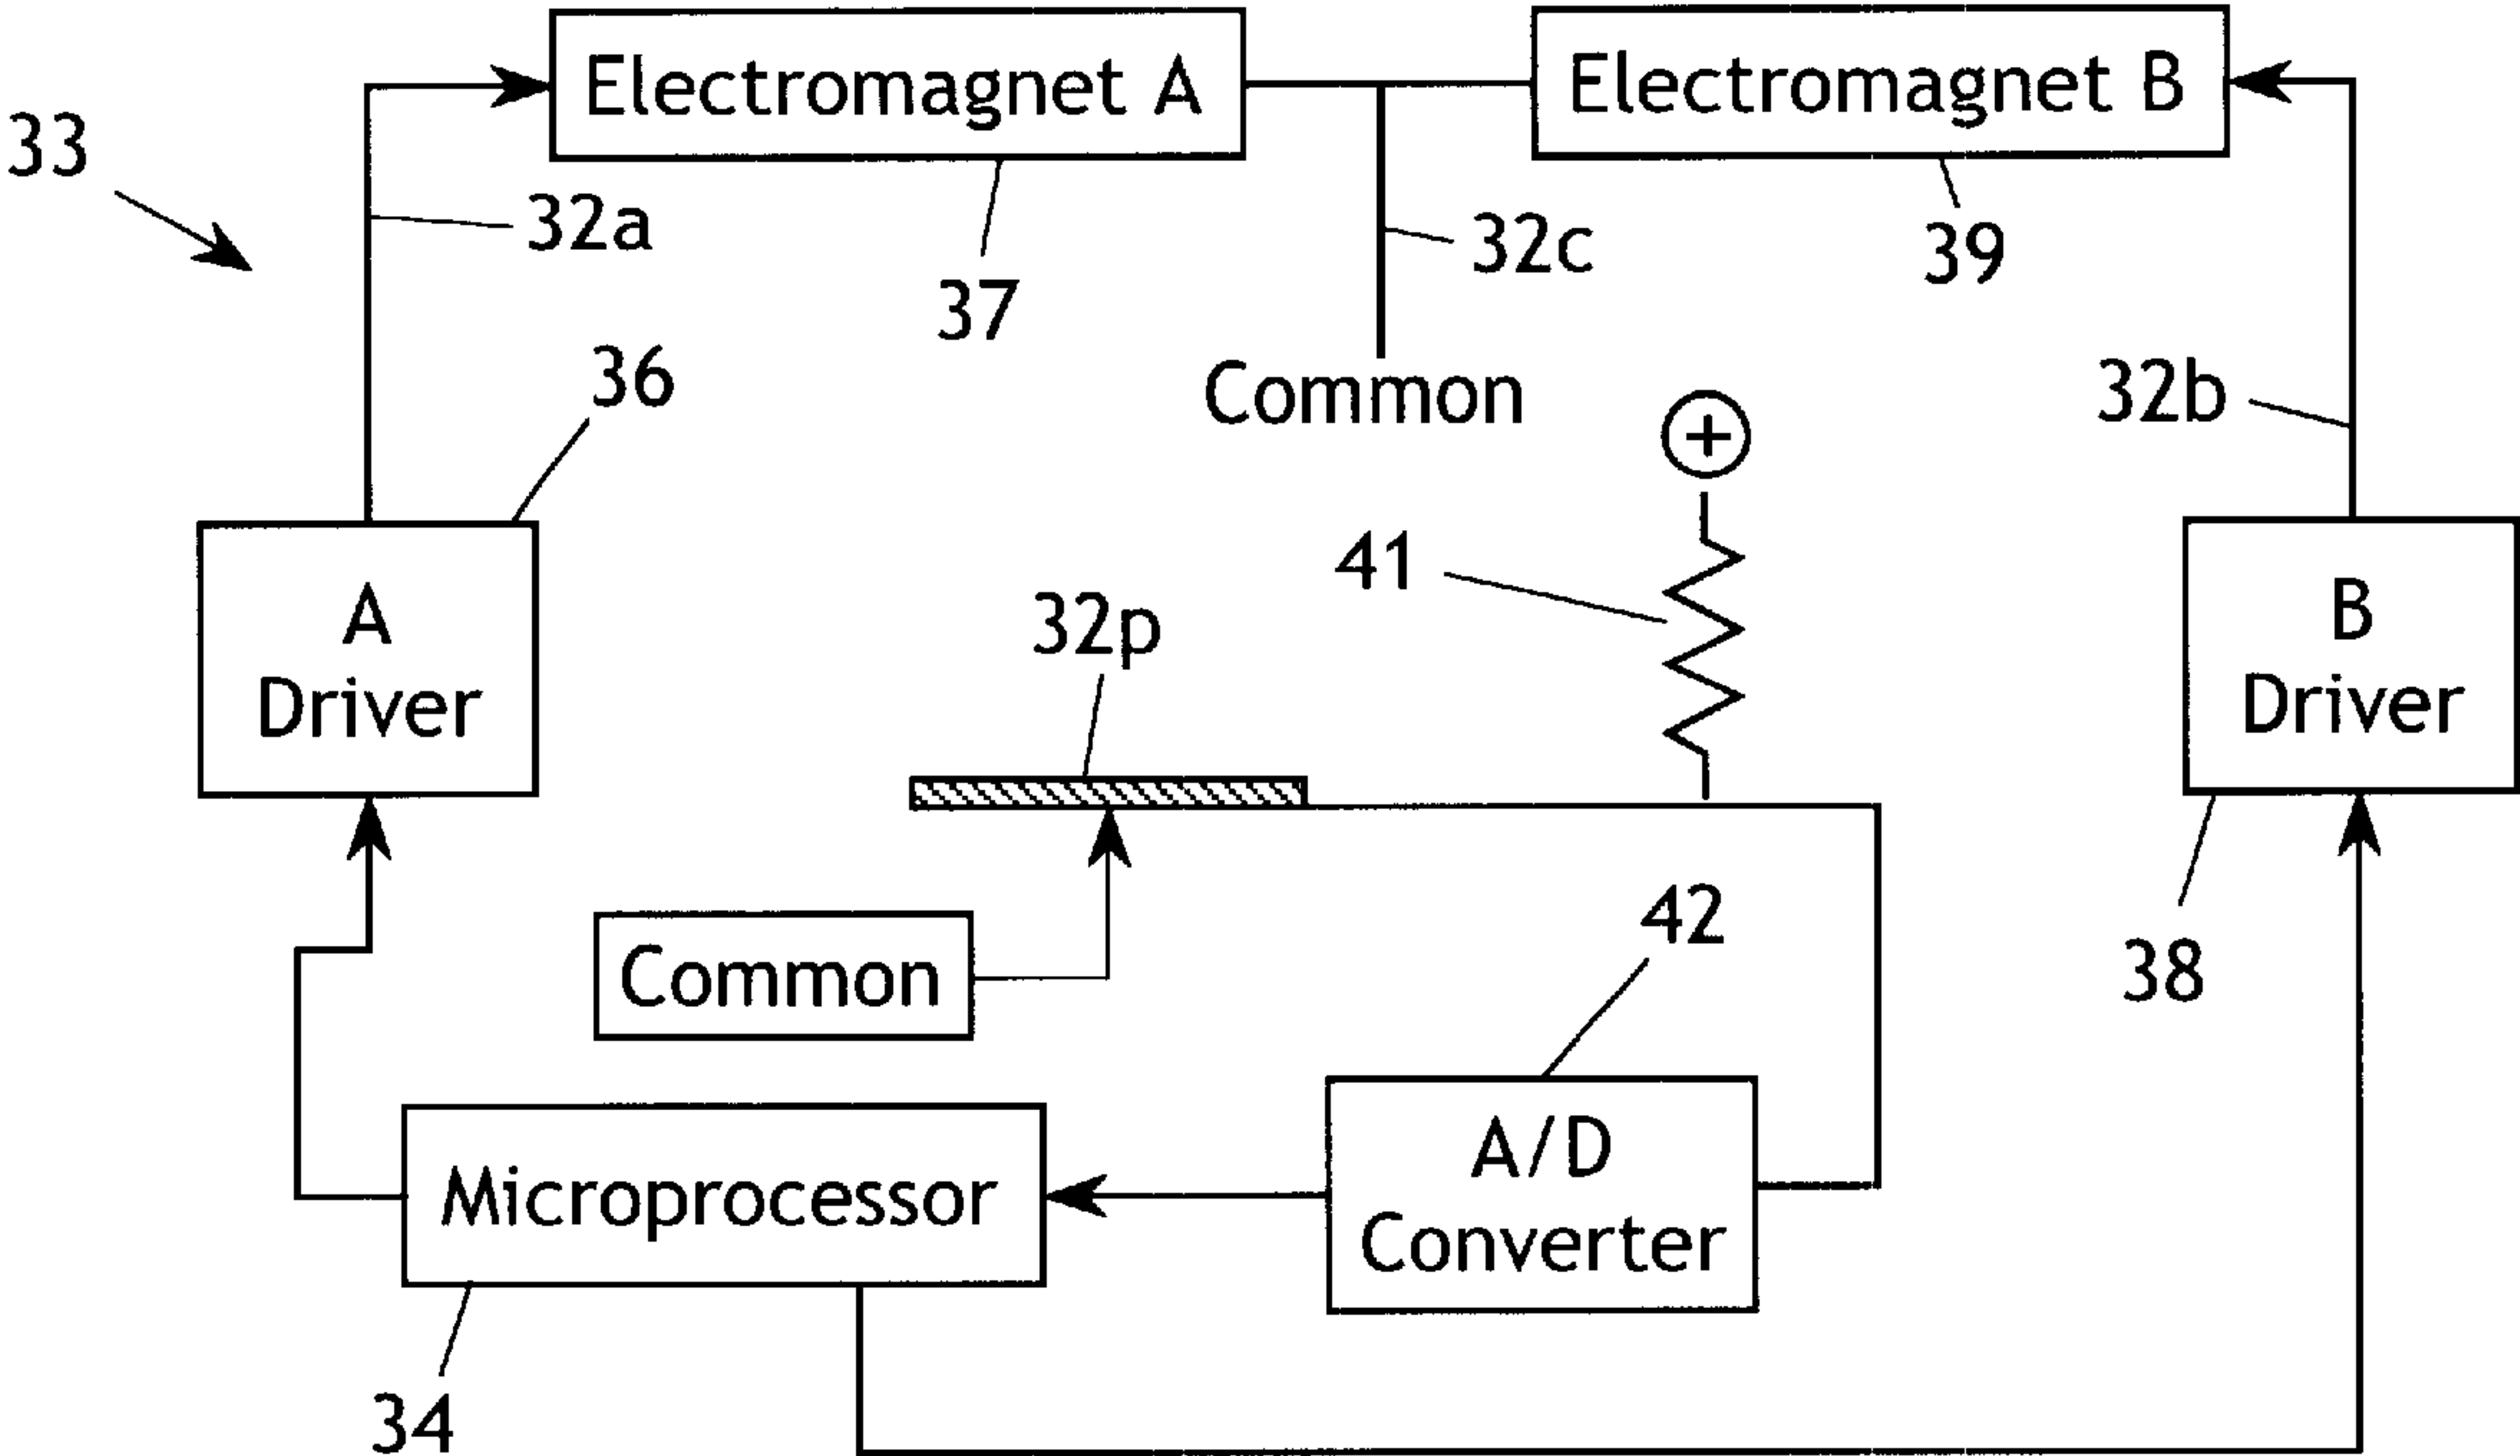 Electromagnet A
Electromagnet B
33
32a
32c
39
37
36
Common
32b
+
A
Driver
41
32p
B
Driver
42
Common
38
A/D
Converter
Microprocessor
34